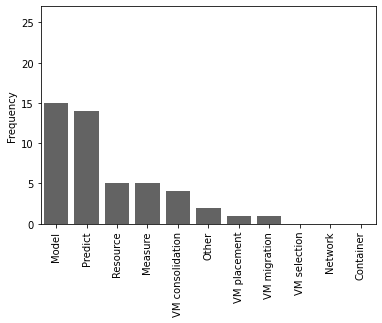 25
20
15
10
5
0
Frequency
Model
Predict
Resource
Measure
VM consolidation
Other
VM placement
VM migration
VM selection
Network
Container